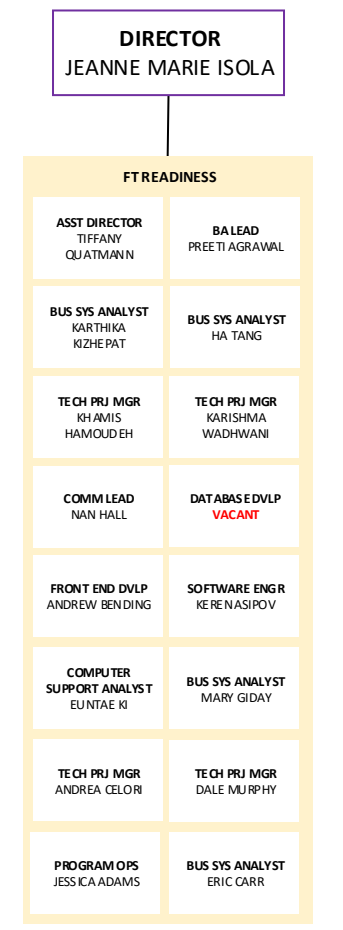 DIRECTOR
JEANNE MARIE ISOLA
FT READINESS
ASST DIRECTOR
TIFFANY
QUATMANN
BA LEAD
PREETI AGRAWAL
BUS SYS ANALYST
KARTHIKA
KIZHEPAT
BUS SYS ANALYST
HA TANG
TECH PRJ MGR
KHAMIS
HAMOUDEH
TECH PRJ MGR
KARISHMA
WADHWANI
COMM LEAD
NAN HALL
DATABASE DVLP
VACANT
FRONT END DVLP
ANDREW BENDING
SOFTWARE ENGR
KEREN ASIPOV
COMPUTER
SUPPORT ANALYST
EUNTAE KI
BUS SYS ANALYST
MARY GIDAY
TECH PRJ MGR
ANDREA CELORI
TECH PRJ MGR
DALE MURPHY
PROGRAM OPS
JESSICA ADAMS
BUS SYS ANALYST
ERIC CARR